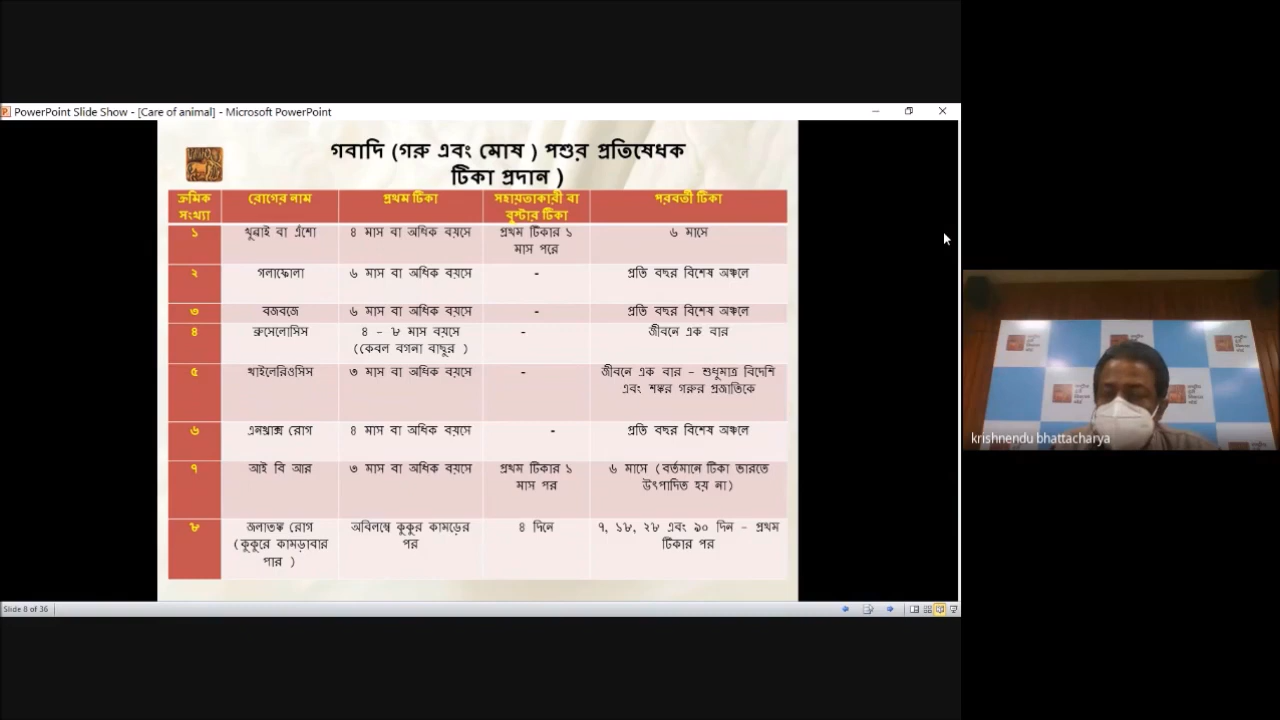 PowerPoint Slide Show - [Care of animal] - Microsoft PowerPoint
গবাদি (গরু এবং মোষ ) পশুর প্রতিষেধক
টিকা প্রদান )
ক্রমিক সংখ্যা রোগের নাম প্রথম টিকা সহায়তাকারী বা বুস্টার টিকা পরবর্তী টিকা
১ খুরাই বা এঁশো ৪ মাস বা অধিক বয়সে প্রথম টিকার ১ মাস পরে ৬ মাসে
২ গলাফোলা ৬ মাস বা অধিক বয়সে - প্রতি বছর বিশেষ অঞ্চলে
৩ বজবজে ৬ মাস বা অধিক বয়সে - প্রতি বছর বিশেষ অঞ্চলে
৪ ব্রুসেলোসিস ৪ - ৮ মাস বয়সে ((কেবল বগনা বাছুর ) - জীবনে এক বার
৫ থাইলেরিওসিস ৩ মাস বা অধিক বয়সে - জীবনে এক বার - শুধুমাত্র বিদেশি এবং শঙ্কর গরুর প্রজাতিকে
৬ এনথ্রাক্স রোগ ৪ মাস বা অধিক বয়সে - প্রতি বছর বিশেষ অঞ্চলে
৭ আই বি আর ৩ মাস বা অধিক বয়সে প্রথম টিকার ১ মাস পর ৬ মাসে (বর্তমানে টিকা ভারতে উৎপাদিত হয় না)
৮ জলাতঙ্ক রোগ (কুকুরে কামড়াবার পার ) অবিলম্বে কুকুর কামড়ের পর ৪ দিনে ৭, ১৮, ২৮ এবং ৯০ দিন - প্রথম টিকার পর
Slide 8 of 36
krishnendu bhattacharya